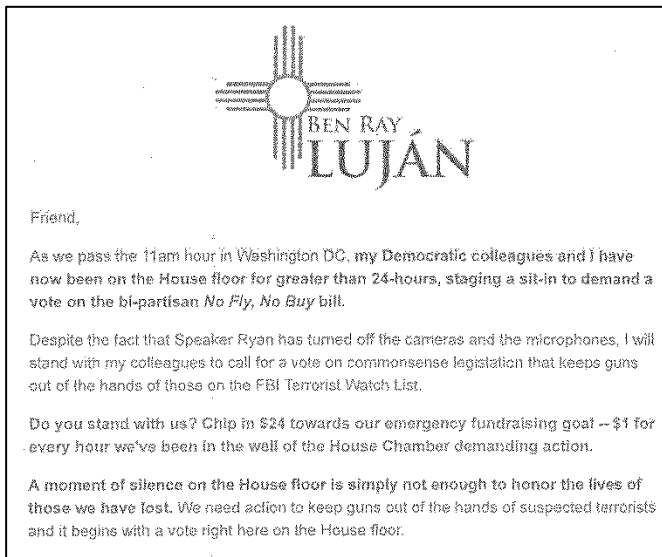 BEN RAY
LUJÁN
Friend,
As we pass the 11am hour in Washington DC, my Democratic colleagues and I have
now been on the House floor for greater than 24-hours, staging a sit-in to demand a
vote on the bi-partisan No Fly, No Buy bill.
Despite the fact that Speaker Ryan has turned off the cameras and the microphones, I will
stand with my colleagues to call for a vote on commonsense legislation that keeps guns
out of the hands of those on the FBI Terrorist Watch List.
Do you stand with us? Chip in $24 towards our emergency fundraising goal -- $1 for
every hour we've been in the well of the House Chamber demanding action.
A moment of silence on the House floor is simply not enough to honor the lives of
those we have lost. We need action to keep guns out of the hands of suspected terrorists
and it begins with a vote right here on the House floor.